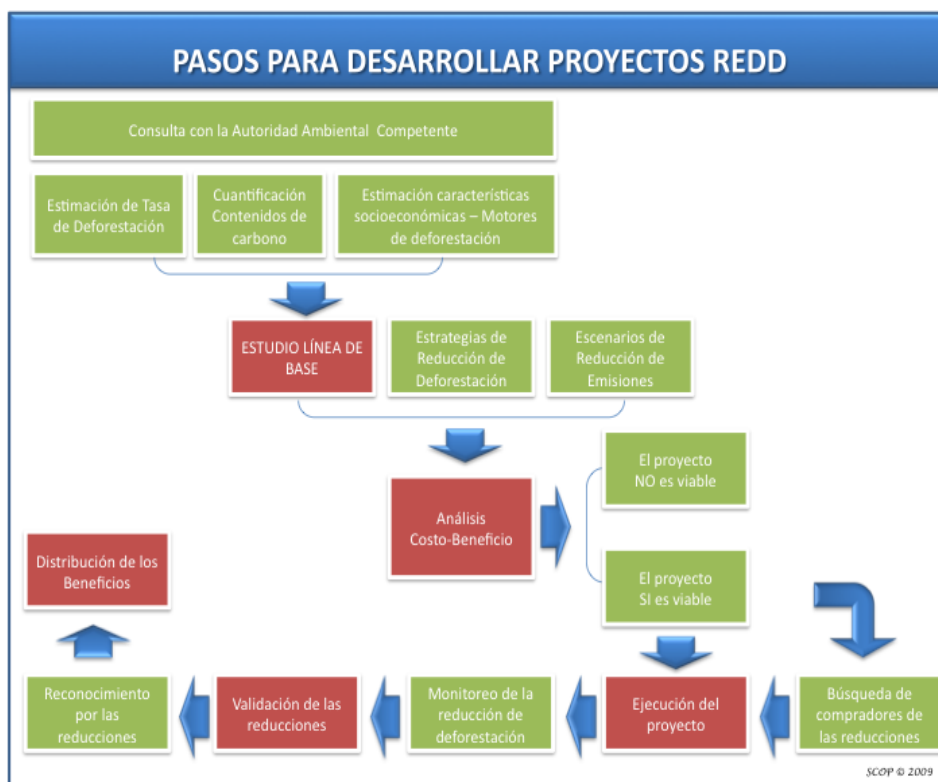 PASOS PARA DESARROLLAR PROYECTOS REDD
Consulta con la Autoridad Ambiental Competente
Estimación de Tasa
de Deforestación
Cuantificación
Contenidos de
carbono
Estimación características
socioeconómicas – Motores
de deforestación
ESTUDIO LÍNEA DE
BASE
Estrategias de
Reducción de
Deforestación
Escenarios de
Reducción de
Emisiones
Análisis
Costo-Beneficio
El proyecto
NO es viable
El proyecto
SI es viable
Distribución de los
Beneficios
Reconocimiento
por las
reducciones
Validación de las
reducciones
Monitoreo de la
reducción de
deforestación
Ejecución del
proyecto
Búsqueda de
compradores de
las reducciones
SCOP © 2009